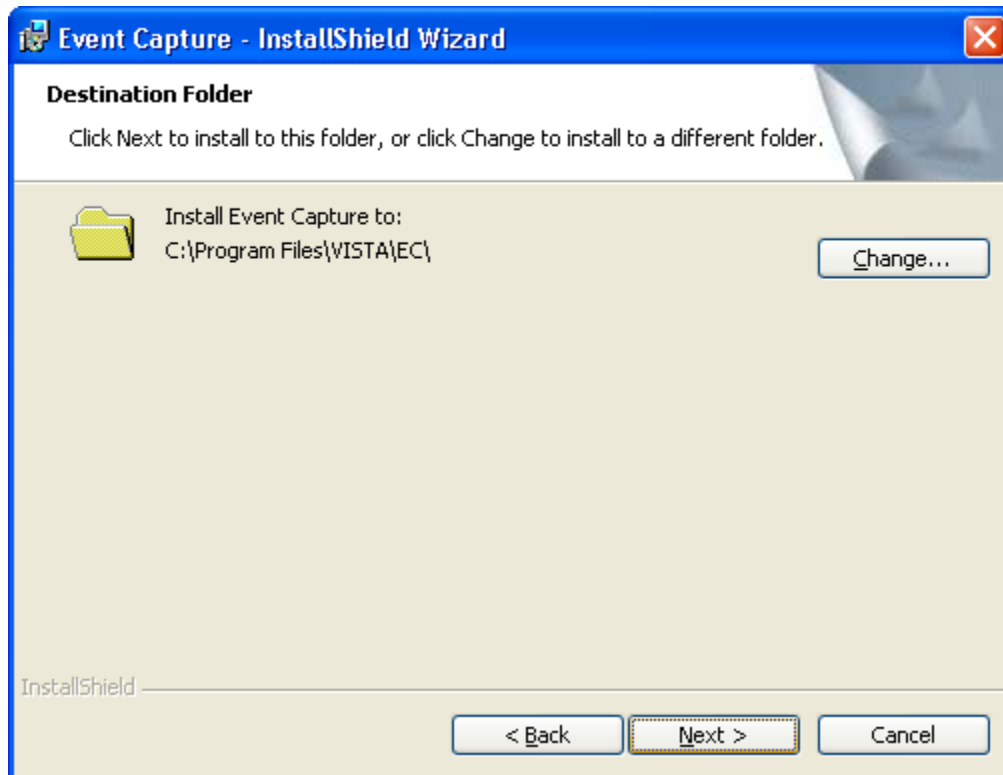 Event Capture - InstallShield Wizard
Destination Folder
Click Next to install to this folder, or click Change to install to a different folder.
Install Event Capture to:
C:\Program Files\VISTA\EC\
Change...
InstallShield
< Back
Next >
Cancel